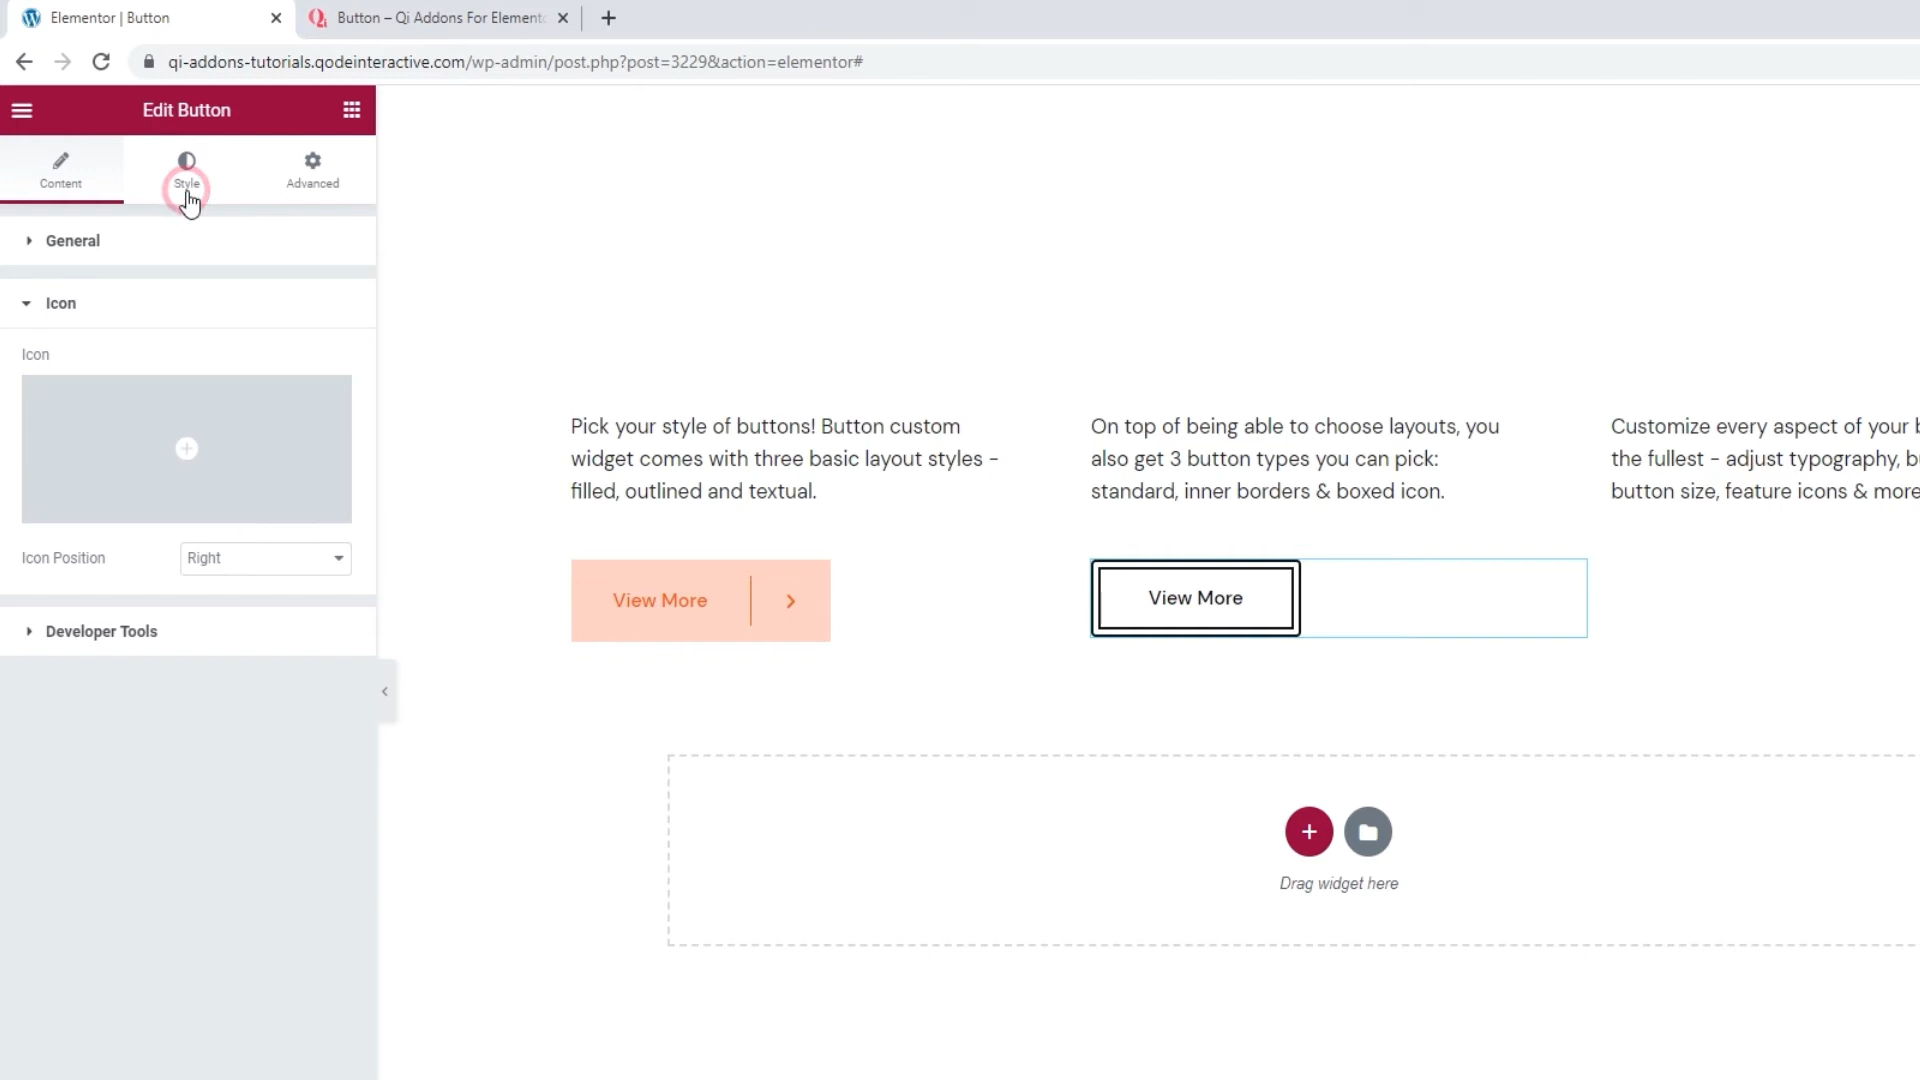 Elementor | Button
Button – Qi Addons For Element
qi-addons-tutorials.qodeinteractive.com/wp-admin/post.php?post=3229&action=elementor#
Edit Button
Content
Style
Advanced
General
Icon
Icon
Icon Position
Right
Developer Tools
Pick your style of buttons! Button custom
widget comes with three basic layout styles –
filled, outlined and textual.
View More
On top of being able to choose layouts, you
also get 3 button types you can pick:
standard, inner borders & boxed icon.
View More
Customize every aspect of your
the fullest – adjust typography,
button size, feature icons & more
Drag widget here